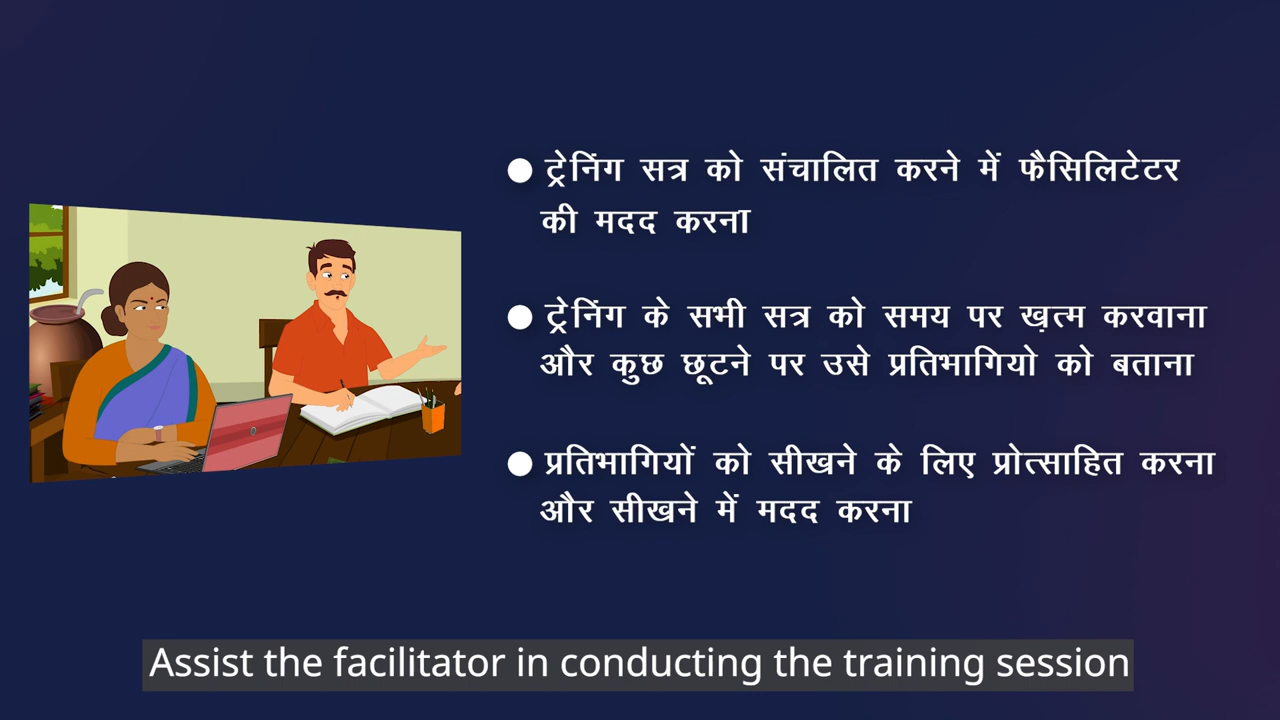 ● ट्रेनिंग सत्र को संचालित करने में फैसिलिटेटर
की मदद करना
● ट्रेनिंग के सभी सत्र को समय पर ख़त्म करवाना
और कुछ छूटने पर उसे प्रतिभागियो को बताना
● प्रतिभागियों को सीखने के लिए प्रोत्साहित करना
और सीखने में मदद करना
Assist the facilitator in conducting the training session